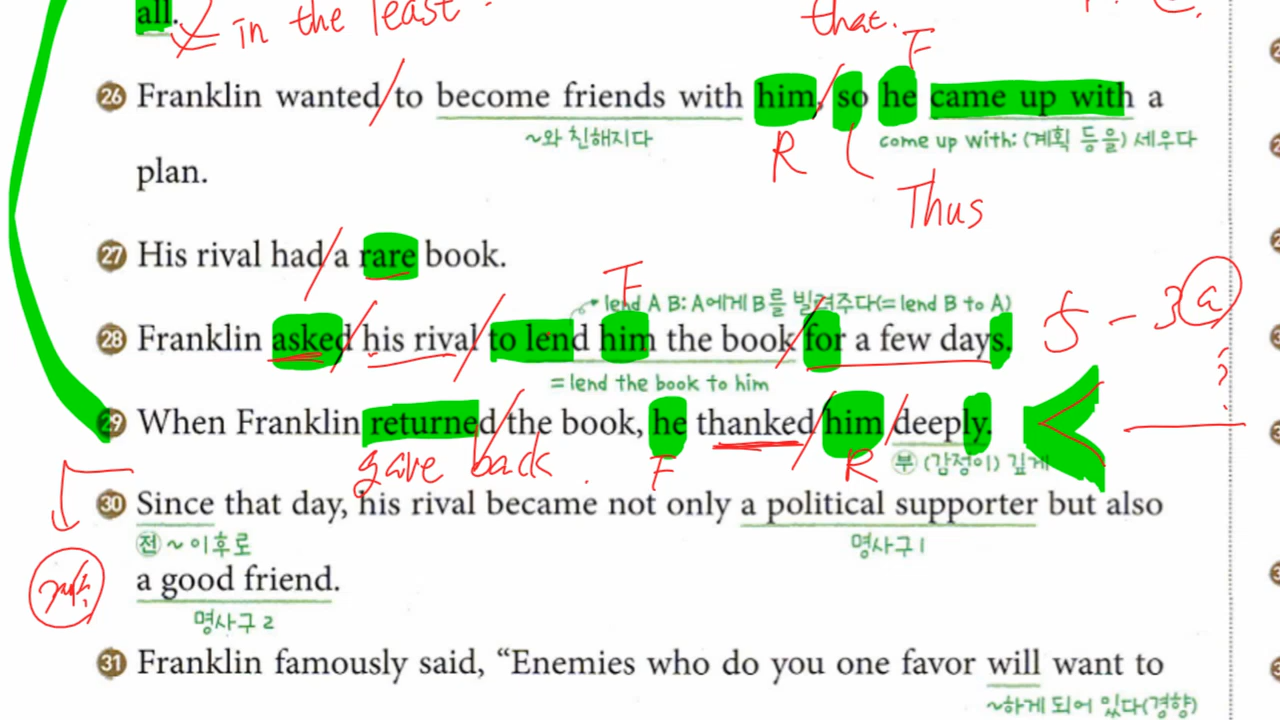 all.
in the least.
that.
F
㉖ Franklin wanted to become friends with him, so he came up with a
~와 친해지다
R
come up with: (계획 등을) 세우다
plan.
Thus
㉗ His rival had a rare book.
F
lend A B: A에게 B를 빌려주다(= lend B to A)
㉘ Franklin asked his rival to lend him the book for a few days.
5 - 3ⓐ
?
= lend the book to him
㉙ When Franklin returned the book, he thanked him deeply.
gave back.
F
R
㊕ (감정이) 깊게
㉚ Since that day, his rival became not only a political supporter but also
전 ~ 이후로
명사구 1
a good friend.
명사구 2
㉛ Franklin famously said, “Enemies who do you one favor will want to
~하게 되어 있다(경향)